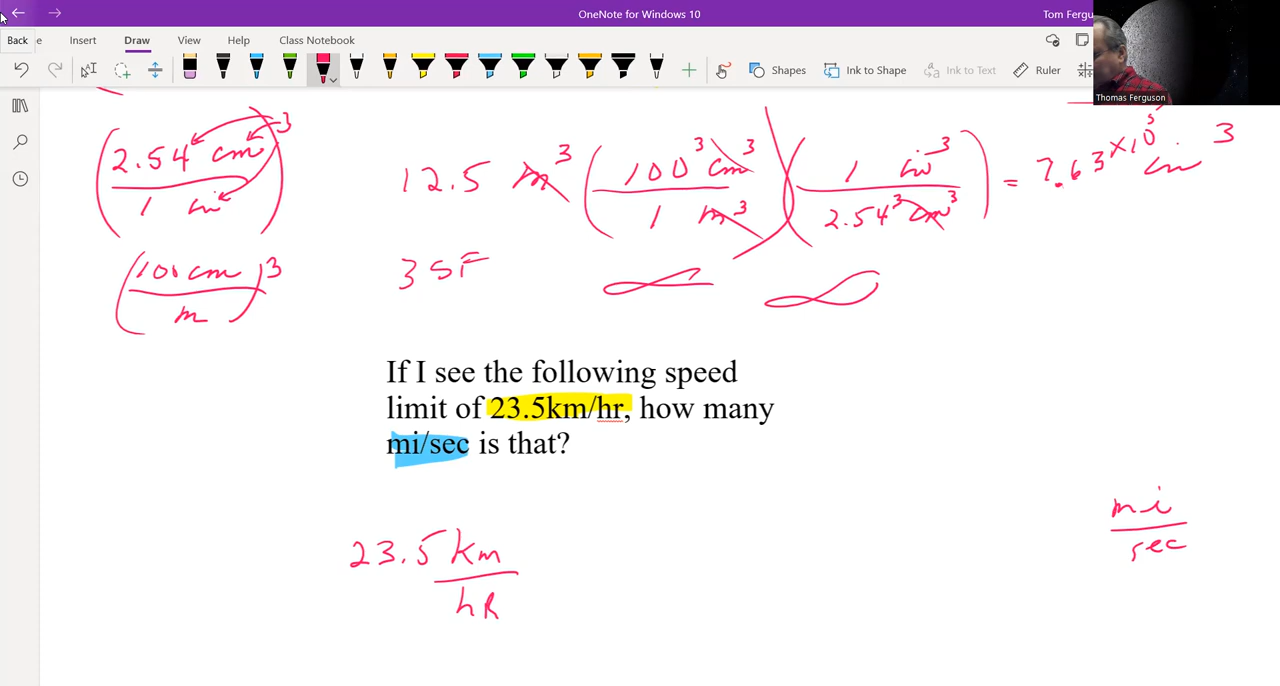 OneNote for Windows 10
Tom Fergu
Back
Insert Draw View Help Class Notebook
Shapes Ink to Shape Ink to Text Ruler
Thomas Ferguson
(2.54 cm / 1 in)³
12.5 m³ (100³ cm³ / 1 m³) (1 in³ / 2.54³ cm³) = 7.63 × 10⁵ in³
(100 cm / m)³
3 SF
If I see the following speed
limit of 23.5km/hr, how many
mi/sec is that?
mi
sec
23.5 km
hR